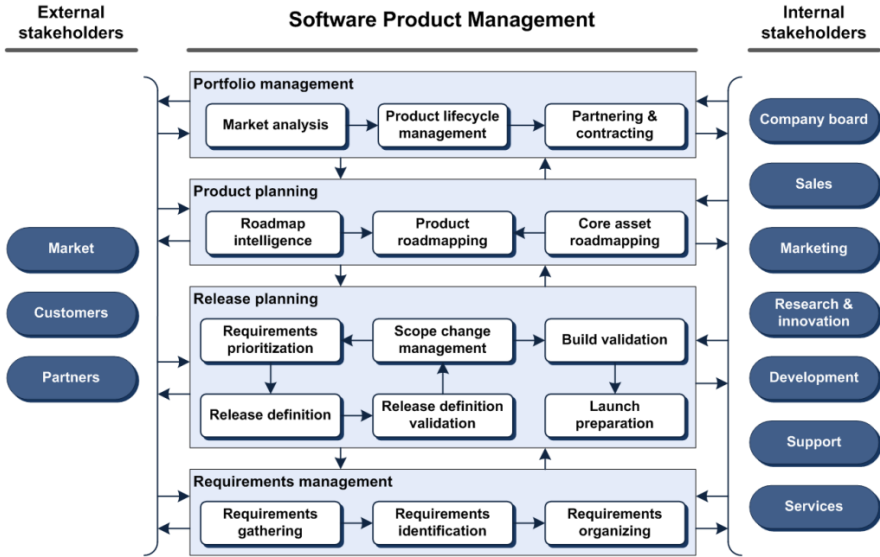 External
stakeholders
Software Product Management
Internal
stakeholders
Portfolio management
Market analysis
Product lifecycle
management
Partnering &
contracting
Product planning
Roadmap
intelligence
Product
roadmapping
Core asset
roadmapping
Release planning
Requirements
prioritization
Scope change
management
Build validation
Release definition
Release definition
validation
Launch
preparation
Requirements management
Requirements
gathering
Requirements
identification
Requirements
organizing
Market
Customers
Partners
Company board
Sales
Marketing
Research &
innovation
Development
Support
Services